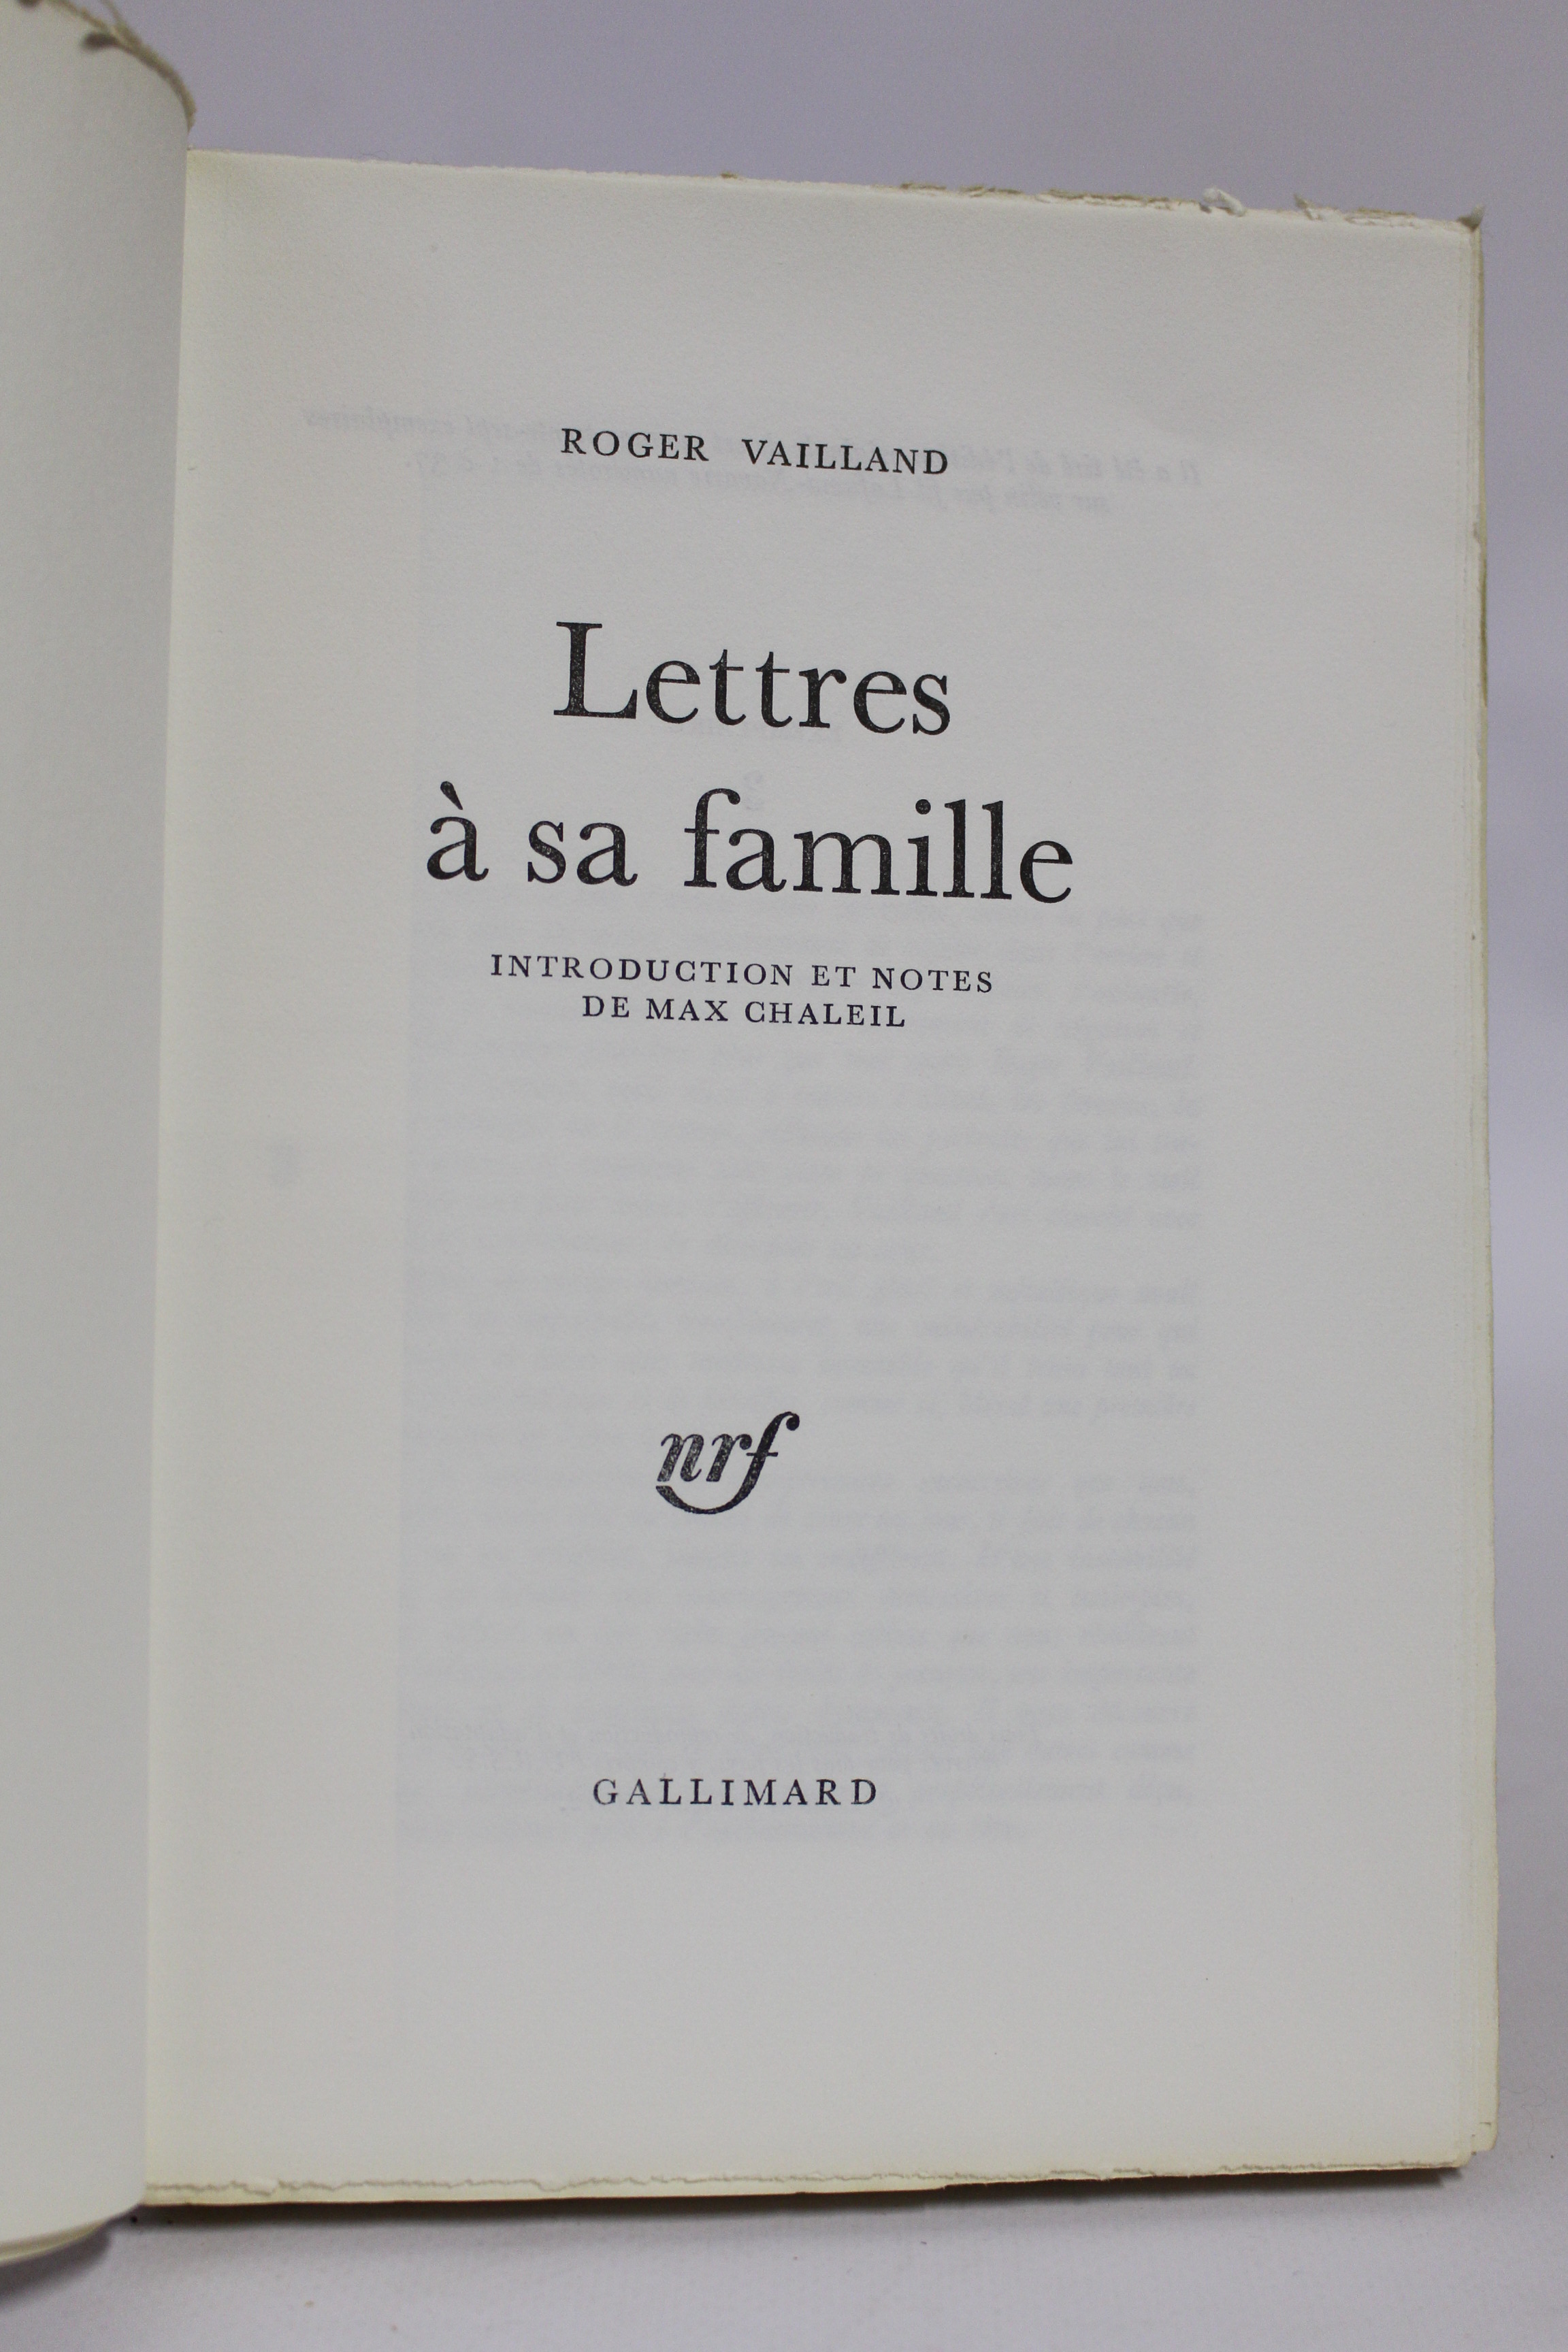 ROGER VAILLAND
Lettres
à sa famille
INTRODUCTION ET NOTES
DE MAX CHALEIL
nrf
GALLIMARD